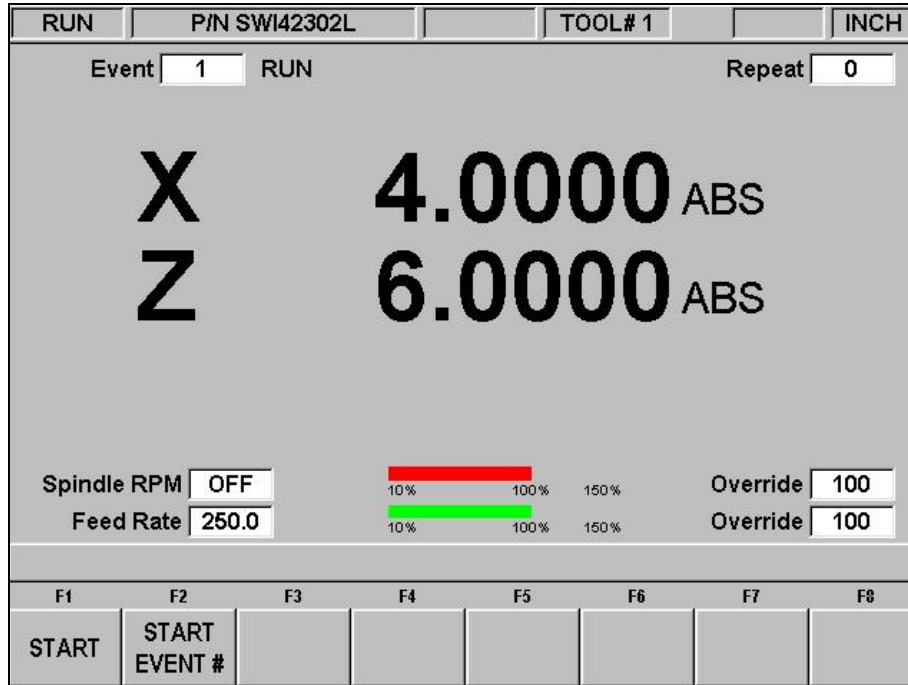 RUN P/N SWI42302L TOOL# 1 INCH
Event 1 RUN Repeat 0
X 4.0000 ABS
Z 6.0000 ABS
Spindle RPM OFF 10% 100% 150% Override 100
Feed Rate 250.0 10% 100% 150% Override 100
F1 F2 F3 F4 F5 F6 F7 F8
START START EVENT #